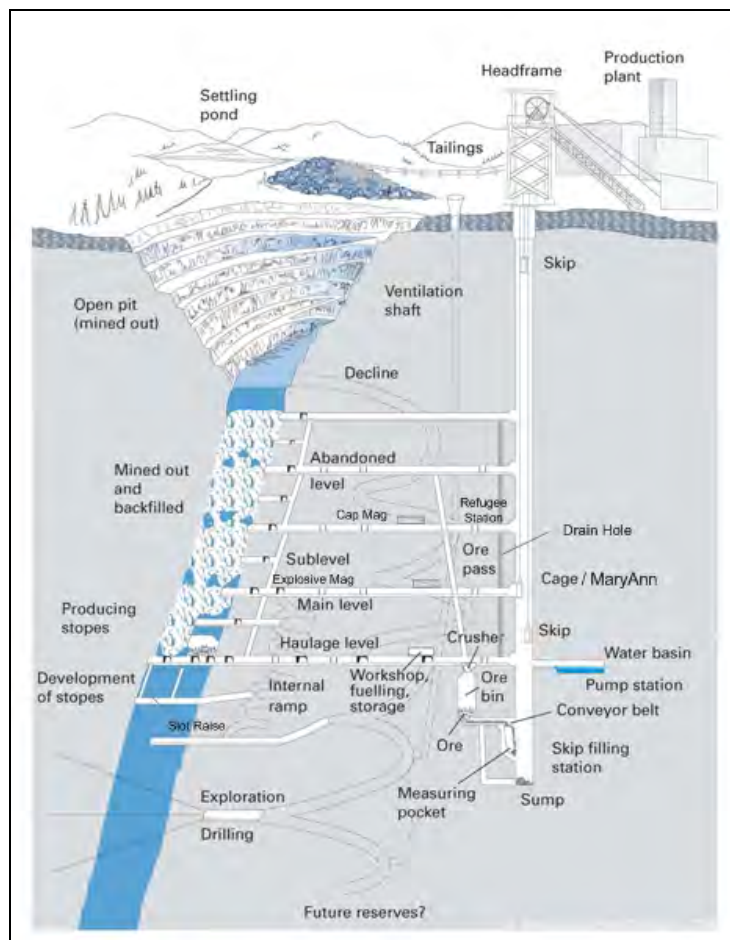 Production
plant
Headframe
Settling
pond
Tailings
Skip
Open pit
(mined out)
Ventilation
shaft
Decline
Abandoned
level
Mined out
and
backfilled
Cap Mag
Refugee
Station
Drain Hole
Sublevel
Ore
pass
Explosive Mag
Cage / MaryAnn
Main level
Producing
stopes
Haulage level
Crusher
Skip
Water basin
Development
of stopes
Internal
ramp
Workshop,
fuelling,
storage
Ore
bin
Pump station
Conveyor belt
Slot Raise
Ore
Skip filling
station
Measuring
pocket
Sump
Exploration
Drilling
Future reserves?